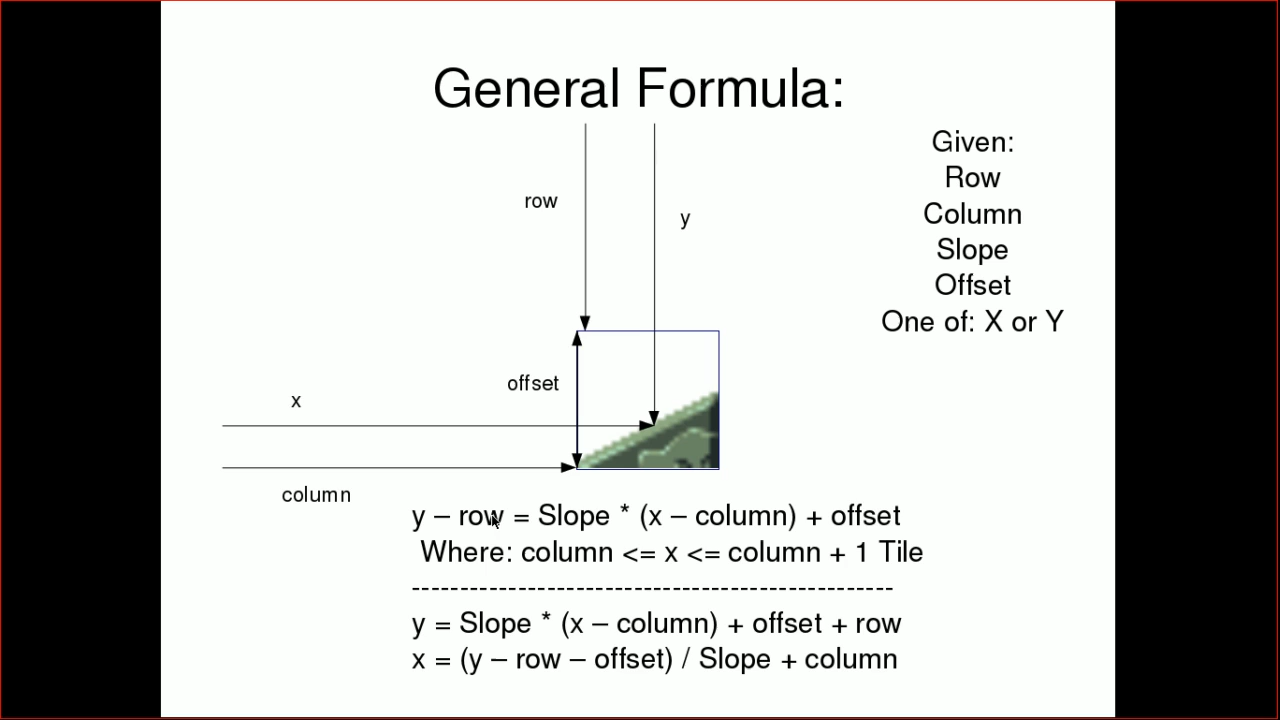 General Formula:
Given:
Row
Column
Slope
Offset
One of: X or Y
row
y
offset
x
column
y – row = Slope * (x – column) + offset
Where: column <= x <= column + 1 Tile
--------------------------------------------------
y = Slope * (x – column) + offset + row
x = (y – row – offset) / Slope + column